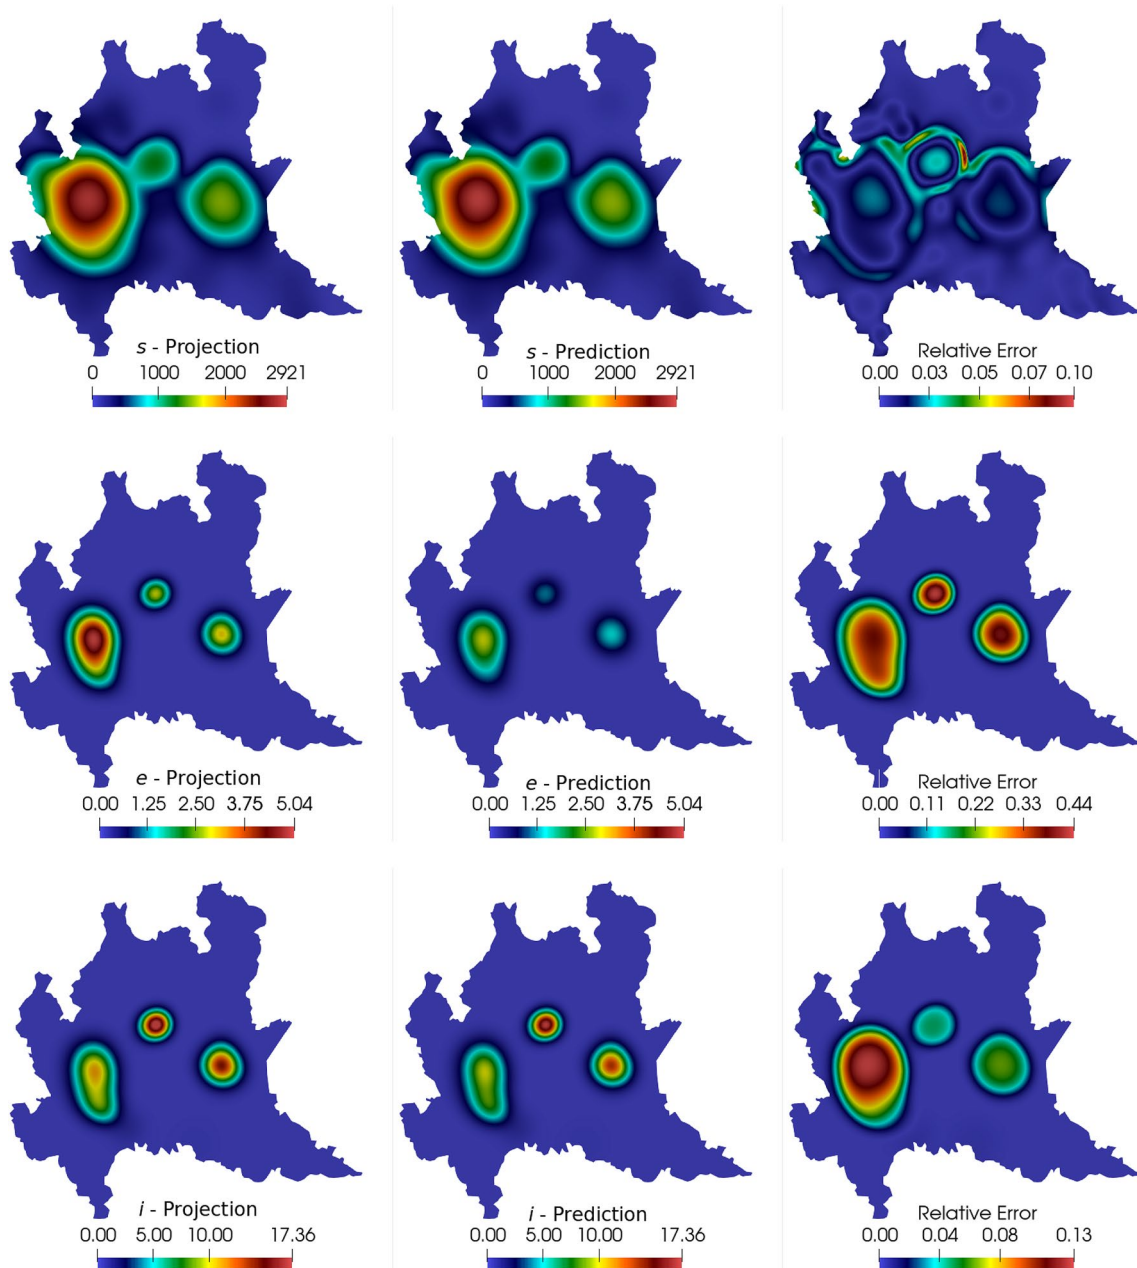 s - Projection
0 1000 2000 2921
s - Prediction
0 1000 2000 2921
Relative Error
0.00 0.03 0.05 0.07 0.10
e - Projection
0.00 1.25 2.50 3.75 5.04
e - Prediction
0.00 1.25 2.50 3.75 5.04
Relative Error
0.00 0.11 0.22 0.33 0.44
i - Projection
0.00 5.00 10.00 17.36
i - Prediction
0.00 5.00 10.00 17.36
Relative Error
0.00 0.04 0.08 0.13